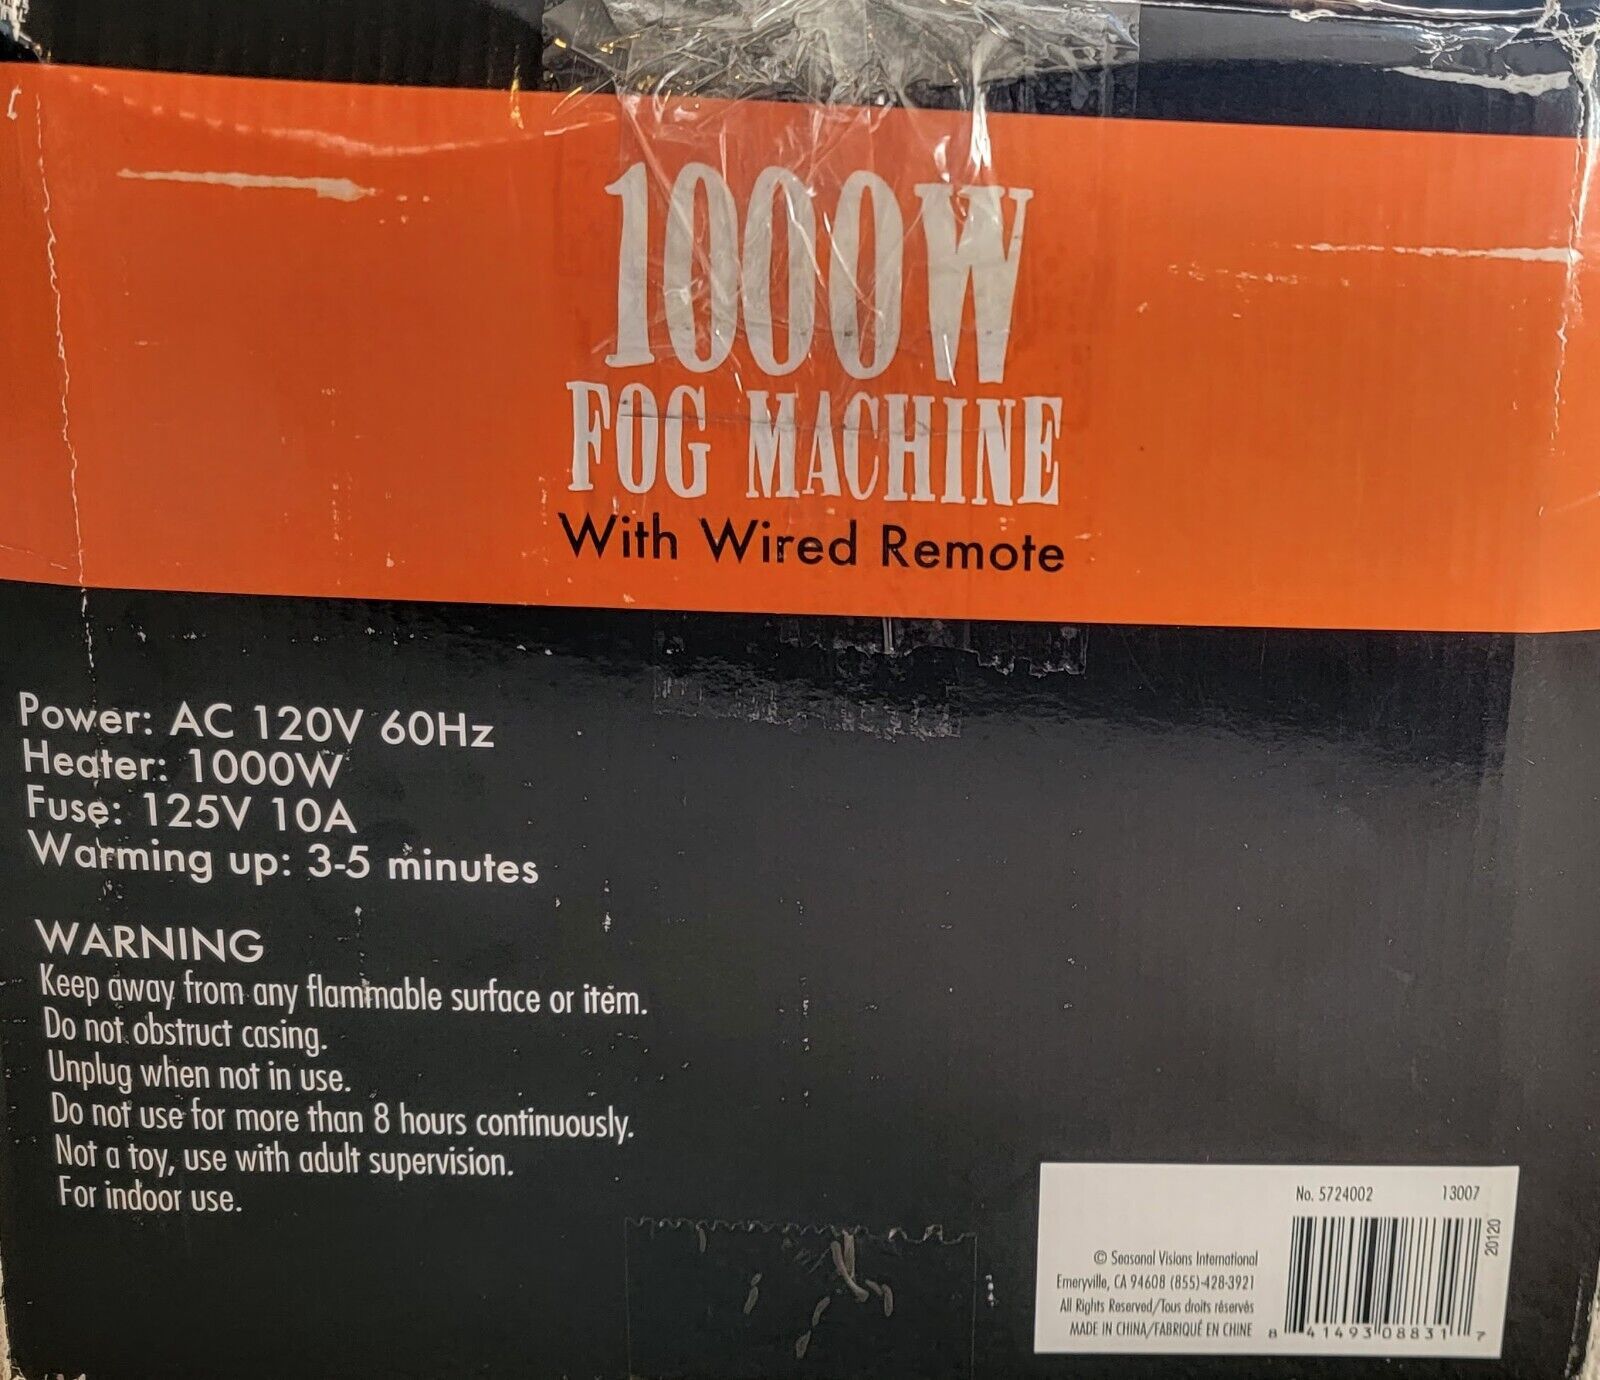 1000W
FOG MACHINE
With Wired Remote
Power: AC 120V 60Hz
Heater: 1000W
Fuse: 125V 10A
Warming up: 3-5 minutes
WARNING
Keep away from any flammable surface or item.
Do not obstruct casing.
Unplug when not in use.
Do not use for more than 8 hours continuously.
Not a toy, use with adult supervision.
For indoor use.
No. 5724002 13007
20120
© Seasonal Visions International
Emeryville, CA 94608 (855)-428-3921
All Rights Reserved/Tous droits réservés
MADE IN CHINA/FABRIQUÉ EN CHINE
8 41493 08831 7